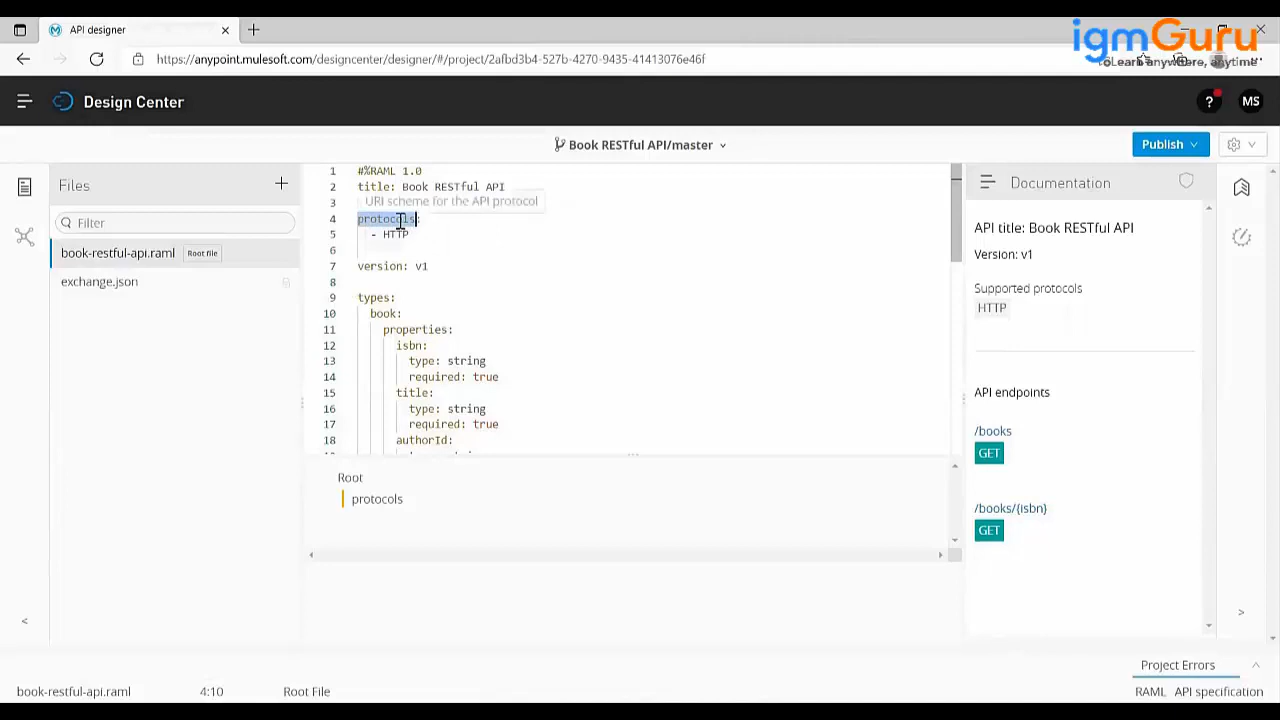 API designer
igmGuru
Learn anywhere, anytime
https://anypoint.mulesoft.com/designcenter/designer/#/project/2afbd3b4-527b-4270-9435-41413076e46f
Design Center
?
MS
Book RESTful API/master
Publish
Files
+
Filter
book-restful-api.raml
Root file
exchange.json
1 #%RAML 1.0
2 title: Book RESTful API
3
URI scheme for the API protocol
4 protocols:
5 - HTTP
6
7 version: v1
8
9 types:
10 book:
11 properties:
12 isbn:
13 type: string
14 required: true
15 title:
16 type: string
17 required: true
18 authorId:
Root
protocols
Documentation
API title: Book RESTful API
Version: v1
Supported protocols
HTTP
API endpoints
/books
GET
/books/{isbn}
GET
<
>
Project Errors
book-restful-api.raml
4:10
Root File
RAML
API specification